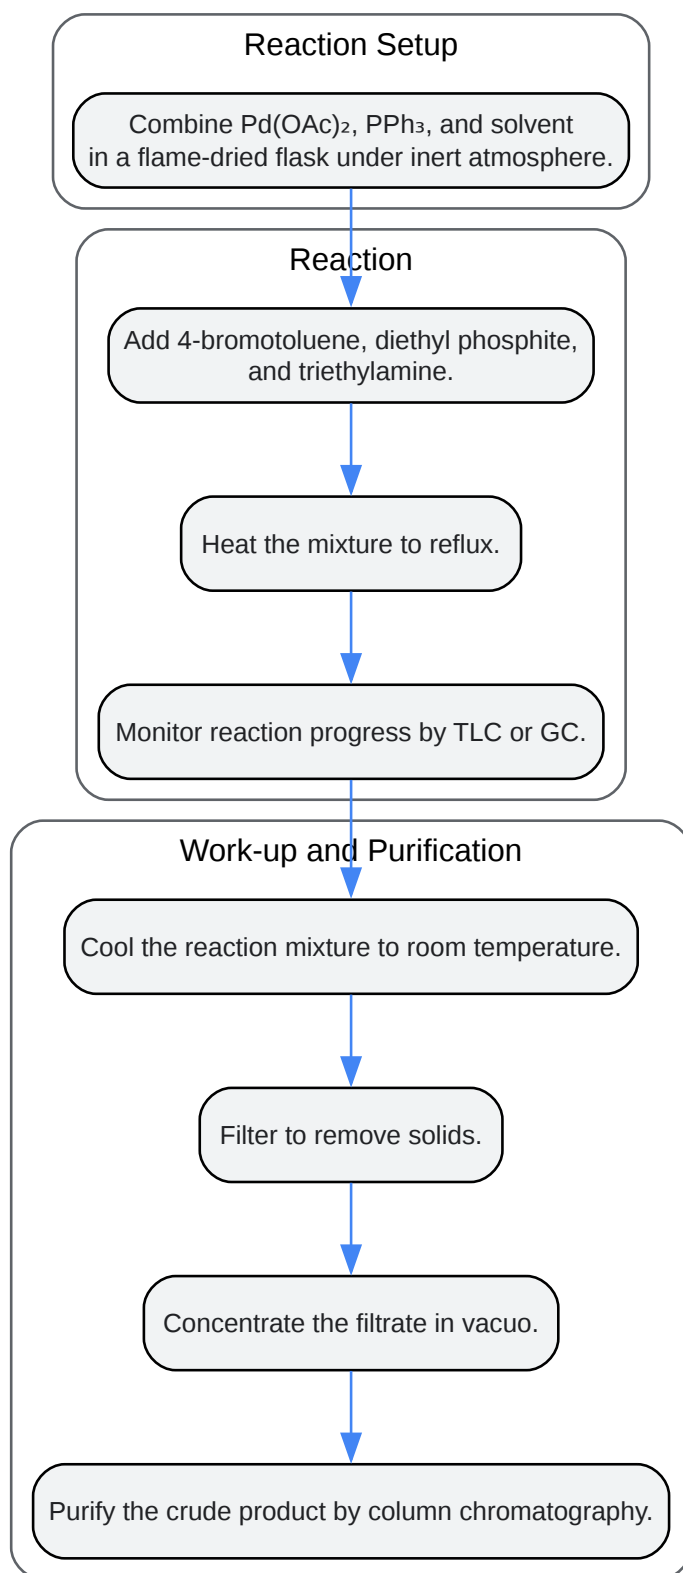 Reaction Setup
Combine Pd(OAc)₂, PPh₃, and solvent
in a flame-dried flask under inert atmosphere.
Reaction
Add 4-bromotoluene, diethyl phosphite,
and triethylamine.
Heat the mixture to reflux.
Monitor reaction progress by TLC or GC.
Work-up and Purification
Cool the reaction mixture to room temperature.
Filter to remove solids.
Concentrate the filtrate in vacuo.
Purify the crude product by column chromatography.